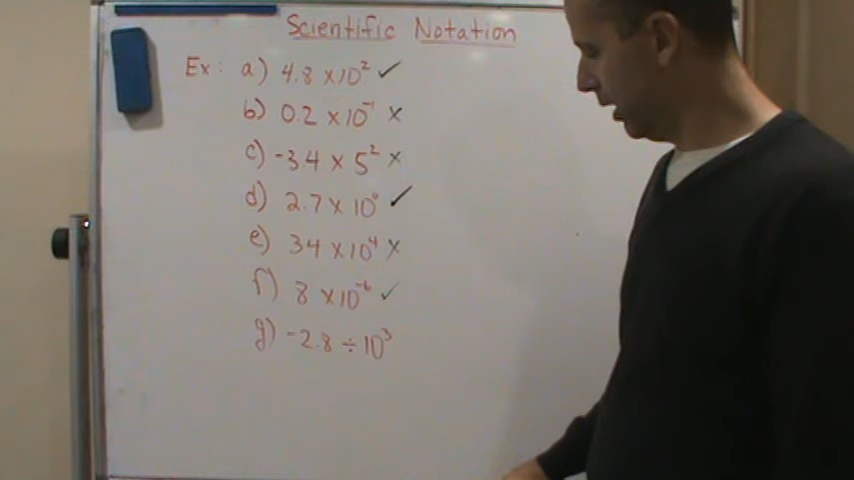 Scientific Notation
Ex: a) 4.8 x 10² ✓
b) 0.2 x 10⁻¹ x
c) -3.4 x 5² x
d) 2.7 x 10⁰ ✓
e) 34 x 10⁴ x
f) 8 x 10⁻⁶ ✓
g) -2.8 ÷ 10³